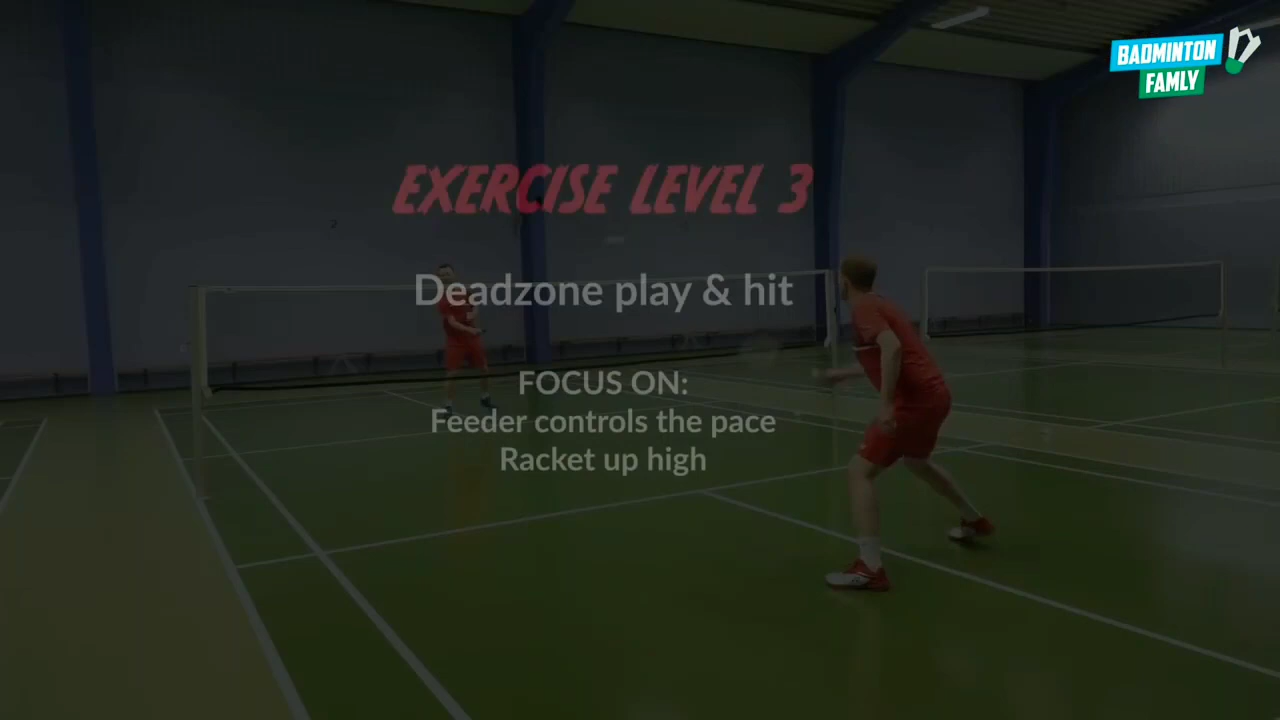 BADMINTON
FAMLY
EXERCISE LEVEL 3
Deadzone play & hit
FOCUS ON:
Feeder controls the pace
Racket up high